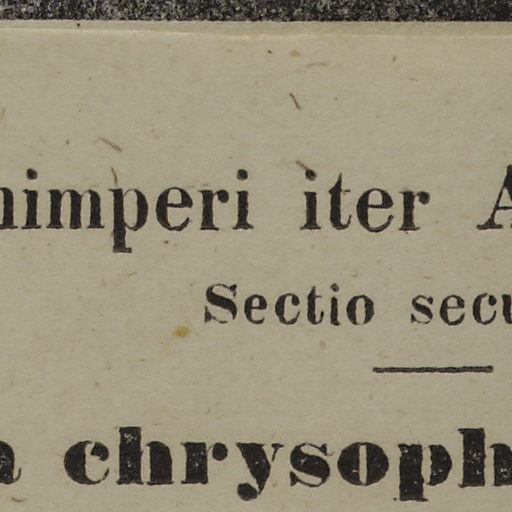 himperi iter A
Sectio secu
a chrysoph